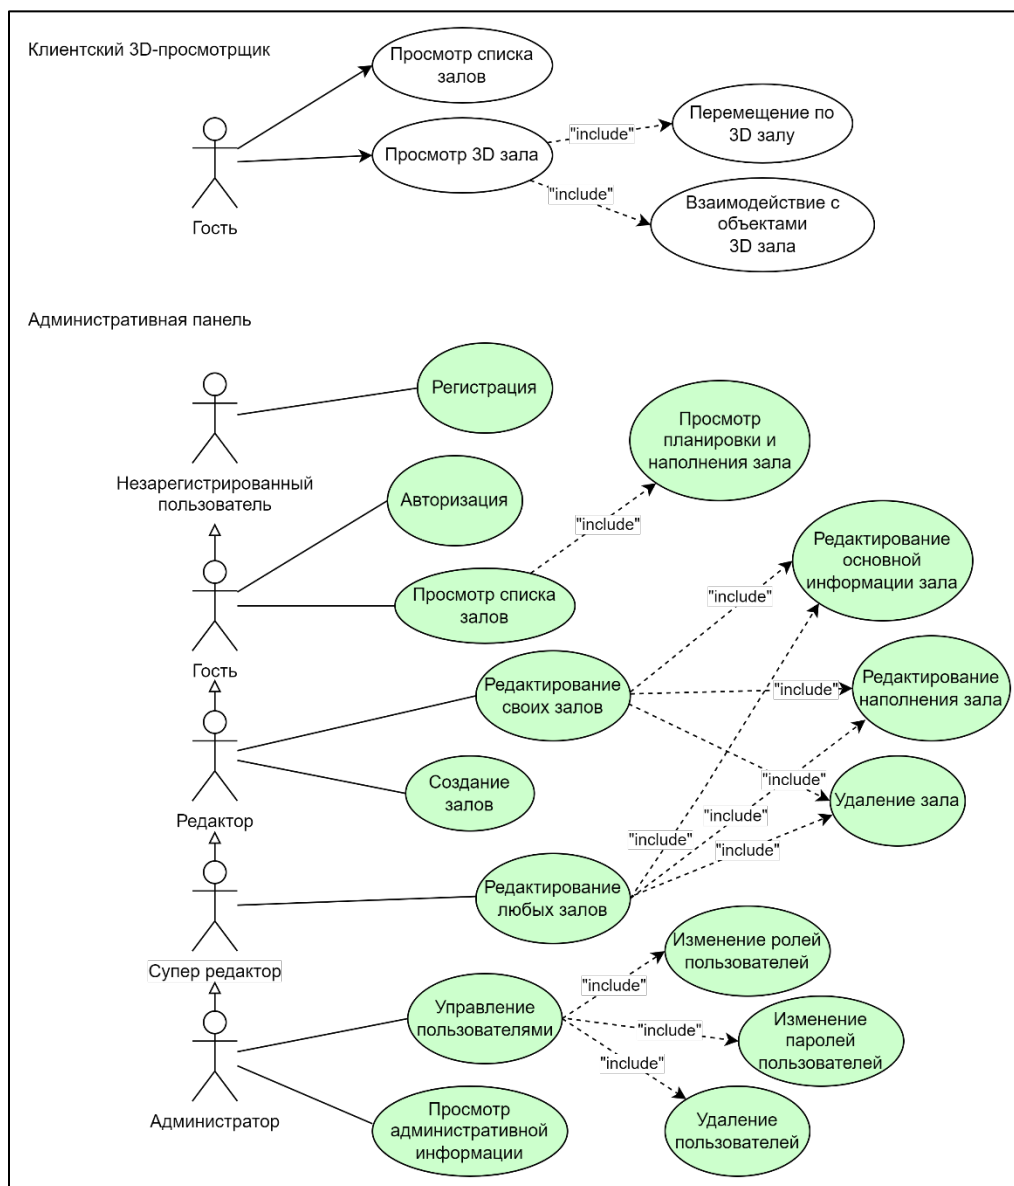 Клиентский 3D-просмотрщик
Просмотр списка
залов
Просмотр 3D зала
"include"
Перемещение по
3D залу
"include"
Взаимодействие с
объектами
3D зала
Гость
Административная панель
Регистрация
Незарегистрированный
пользователь
Просмотр
планировки и
наполнения зала
Авторизация
"include"
Просмотр списка
залов
Гость
Редактирование
основной
информации зала
"include"
Редактирование
своих залов
"include"
Редактирование
наполнения зала
"include"
Создание
залов
Удаление зала
Редактор
"include"
"include"
"include"
Редактирование
любых залов
Супер редактор
Изменение ролей
пользователей
"include"
Управление
пользователями
"include"
Изменение
паролей
пользователей
"include"
Администратор
Просмотр
административной
информации
Удаление
пользователей